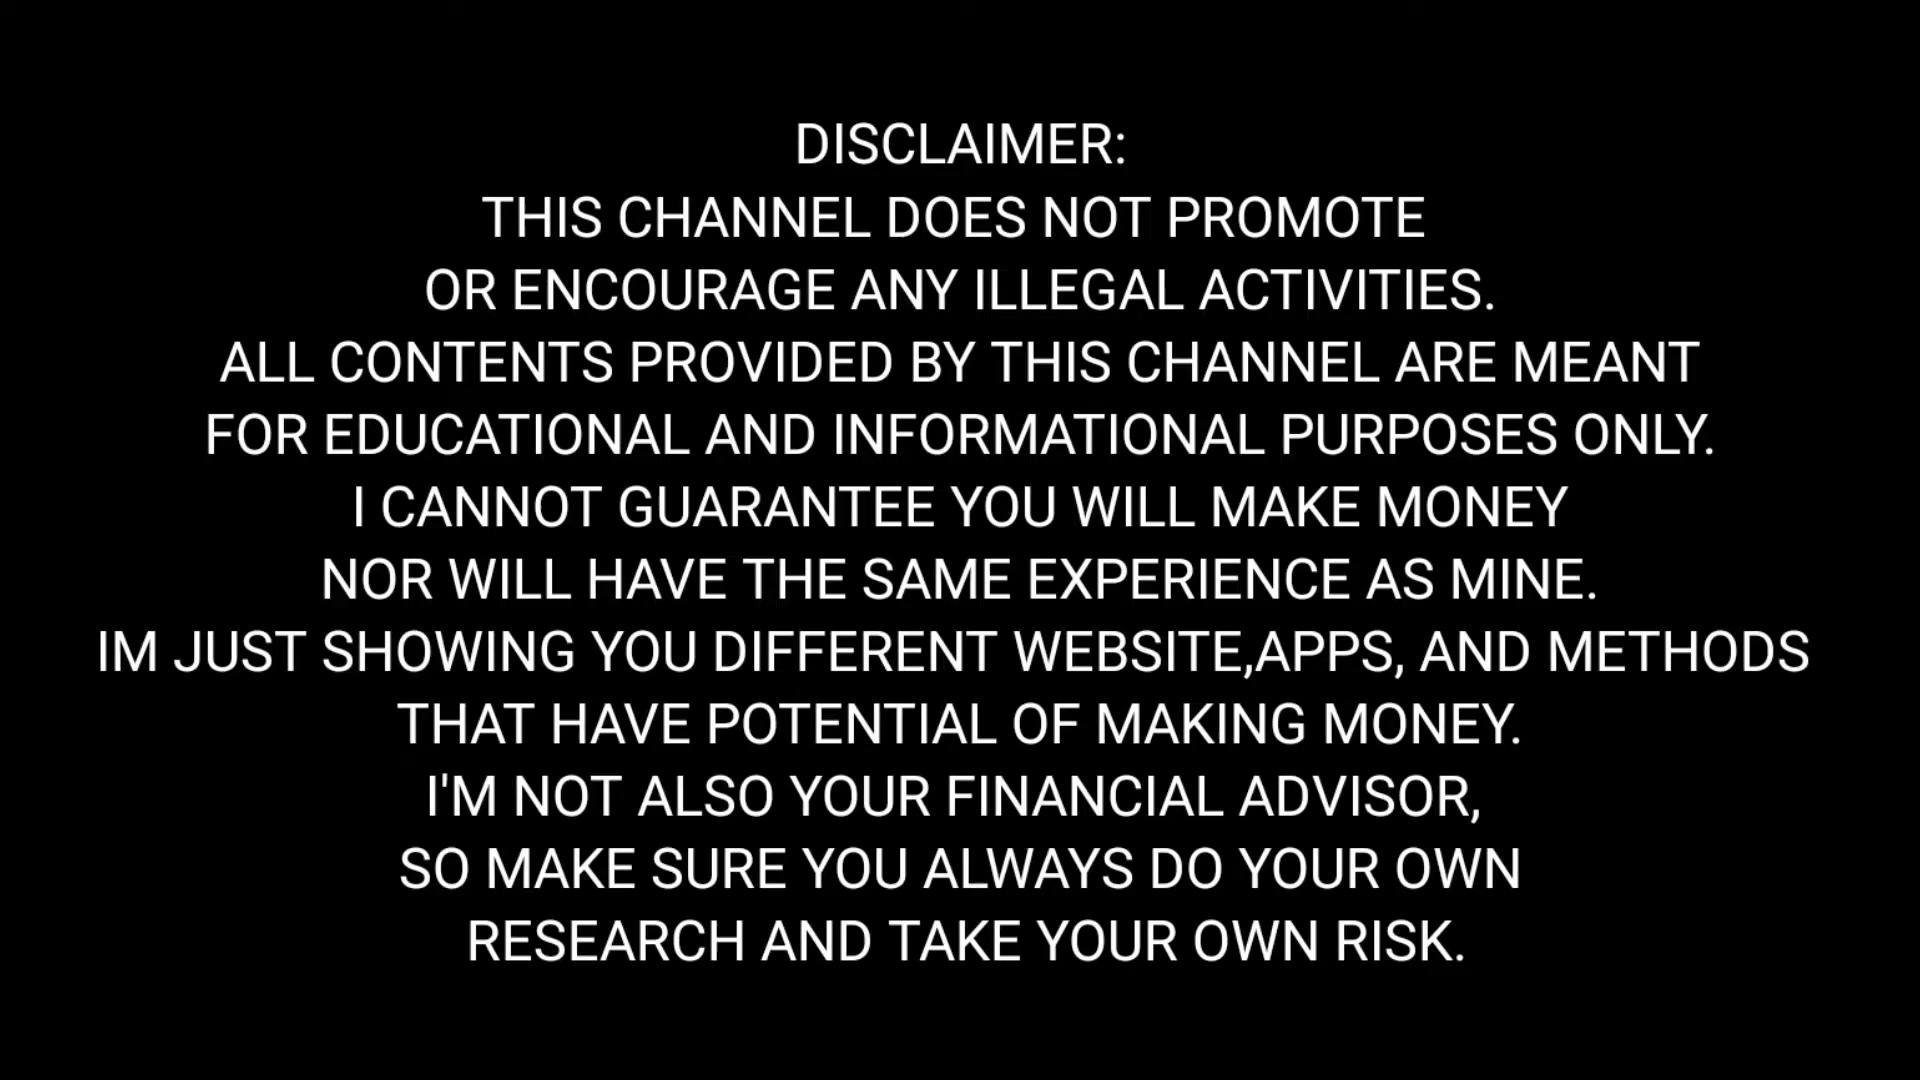 DISCLAIMER:
THIS CHANNEL DOES NOT PROMOTE
OR ENCOURAGE ANY ILLEGAL ACTIVITIES.
ALL CONTENTS PROVIDED BY THIS CHANNEL ARE MEANT
FOR EDUCATIONAL AND INFORMATIONAL PURPOSES ONLY.
I CANNOT GUARANTEE YOU WILL MAKE MONEY
NOR WILL HAVE THE SAME EXPERIENCE AS MINE.
IM JUST SHOWING YOU DIFFERENT WEBSITE,APPS, AND METHODS
THAT HAVE POTENTIAL OF MAKING MONEY.
I'M NOT ALSO YOUR FINANCIAL ADVISOR,
SO MAKE SURE YOU ALWAYS DO YOUR OWN
RESEARCH AND TAKE YOUR OWN RISK.